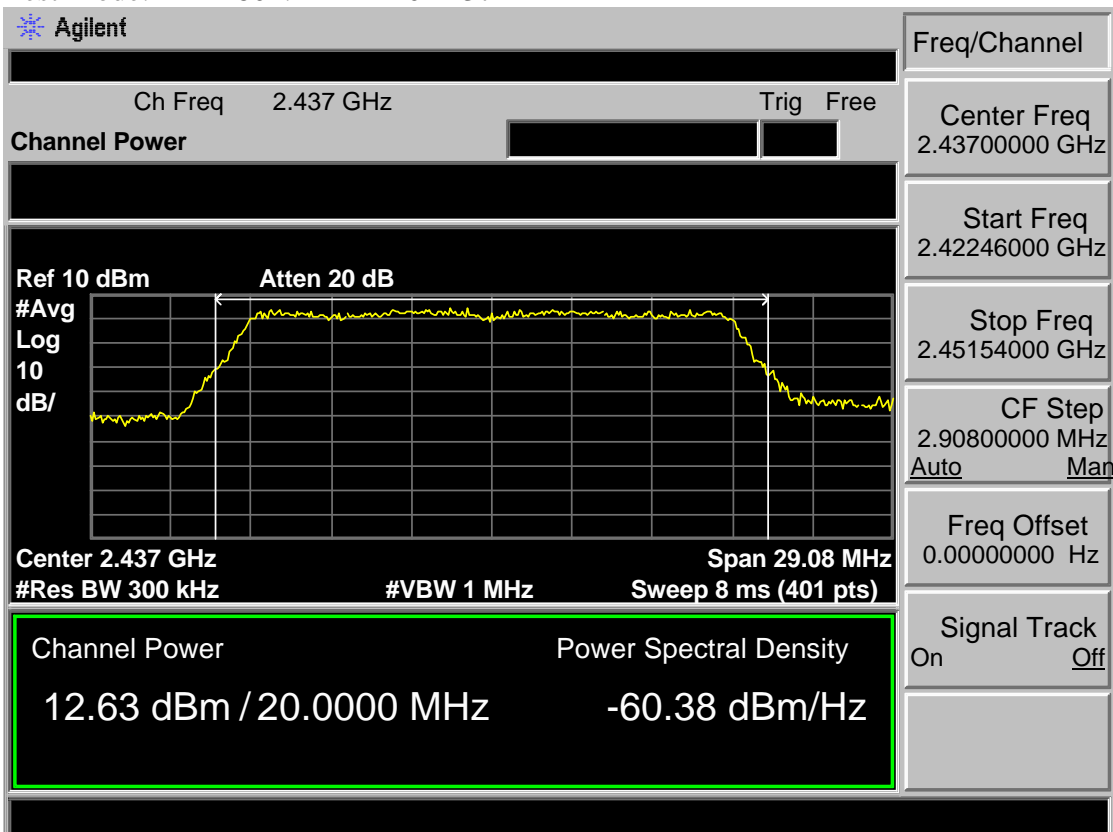 Agilent
Ch Freq 2.437 GHz Trig Free
Channel Power
Ref 10 dBm Atten 20 dB
#Avg
Log
10
dB/
Center 2.437 GHz Span 29.08 MHz
#Res BW 300 kHz #VBW 1 MHz Sweep 8 ms (401 pts)
Channel Power Power Spectral Density
12.63 dBm / 20.0000 MHz -60.38 dBm/Hz
Freq/Channel
Center Freq
2.43700000 GHz
Start Freq
2.42246000 GHz
Stop Freq
2.45154000 GHz
CF Step
2.90800000 MHz
Auto Man
Freq Offset
0.00000000 Hz
Signal Track
On Off